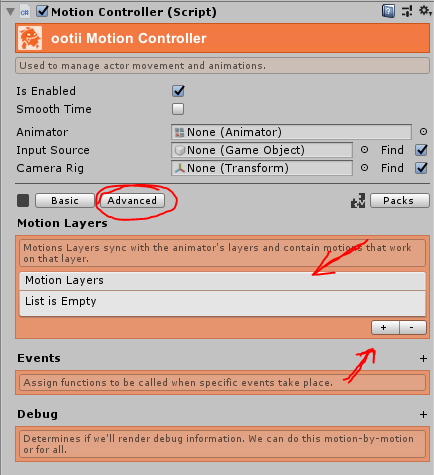 Motion Controller (Script)
ootii Motion Controller
Used to manage actor movement and animations.
Is Enabled
Smooth Time
Animator None (Animator)
Input Source None (Game Object) Find
Camera Rig None (Transform) Find
Basic Advanced Packs
Motion Layers
Motions Layers sync with the animator's layers and contain motions that work
on that layer.
Motion Layers
List is Empty
+ -
Events +
Assign functions to be called when specific events take place.
Debug +
Determines if we'll render debug information. We can do this motion-by-motion
or for all.